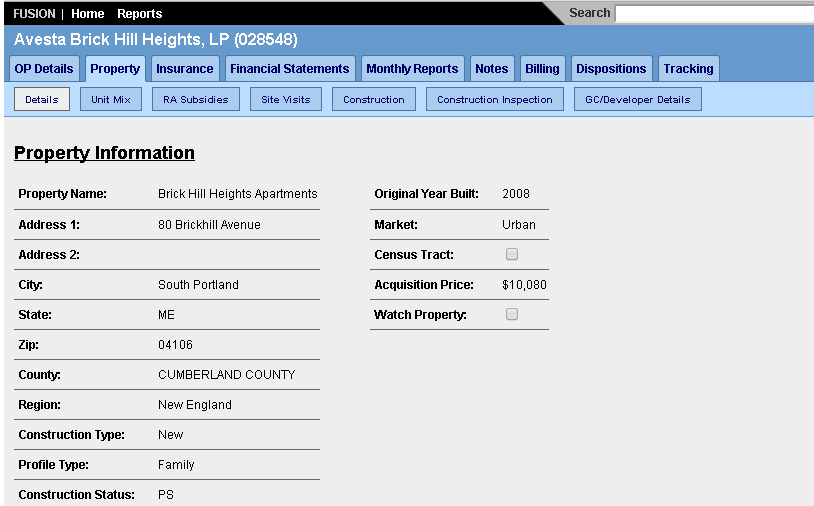 FUSION | Home Reports Search
Avesta Brick Hill Heights, LP (028548)
OP Details Property Insurance Financial Statements Monthly Reports Notes Billing Dispositions Tracking
Details Unit Mix RA Subsidies Site Visits Construction Construction Inspection GC/Developer Details
Property Information
Property Name: Brick Hill Heights Apartments
Address 1: 80 Brickhill Avenue
Address 2:
City: South Portland
State: ME
Zip: 04106
County: CUMBERLAND COUNTY
Region: New England
Construction Type: New
Profile Type: Family
Construction Status: PS
Original Year Built: 2008
Market: Urban
Census Tract:
Acquisition Price: $10,080
Watch Property: